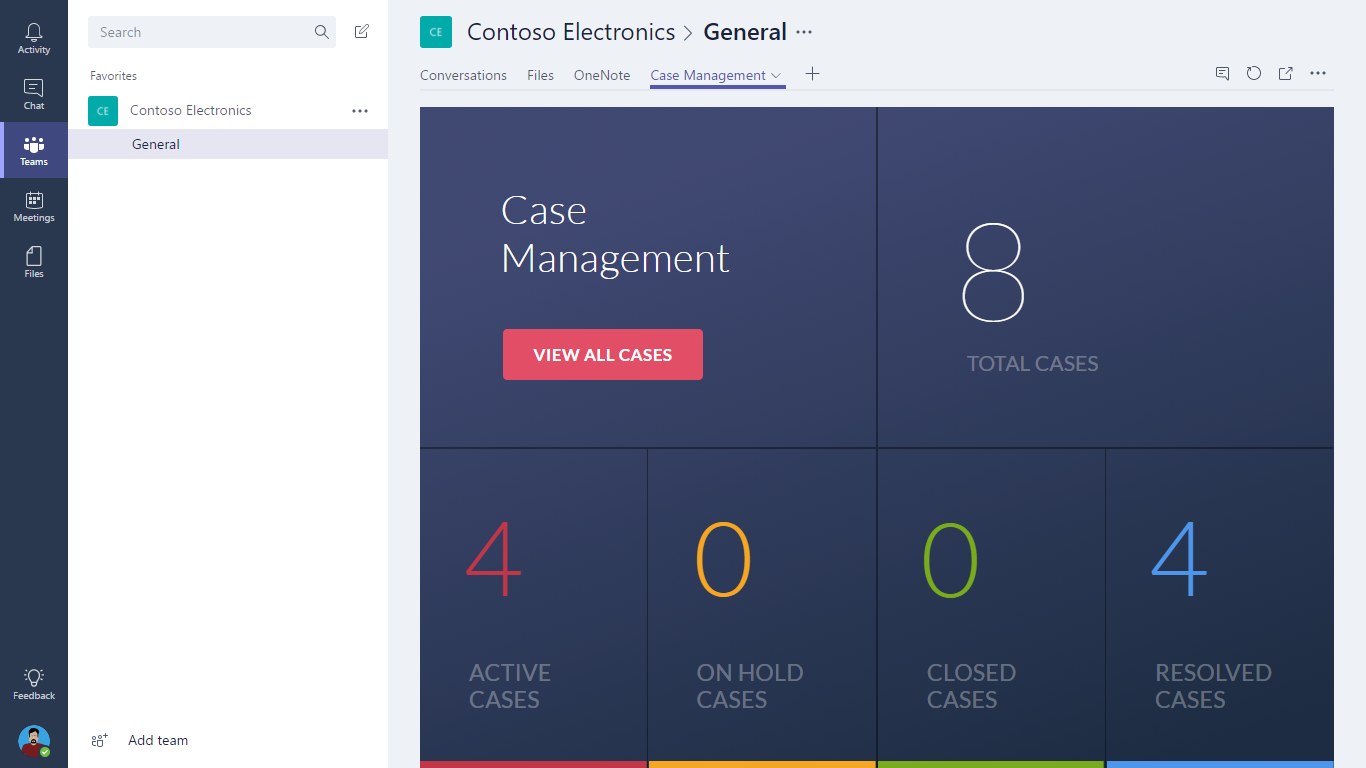 Activity
Chat
Teams
Meetings
Files
Feedback
Search
Favorites
CE Contoso Electronics
General
Add team
CE Contoso Electronics General
Conversations Files OneNote Case Management
Case
Management
VIEW ALL CASES
8
TOTAL CASES
4
ACTIVE
CASES
0
ON HOLD
CASES
0
CLOSED
CASES
4
RESOLVED
CASES